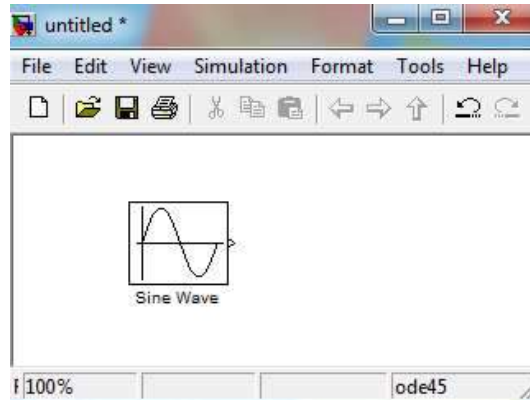 untitled *
File Edit View Simulation Format Tools Help
Sine Wave
100% ode45